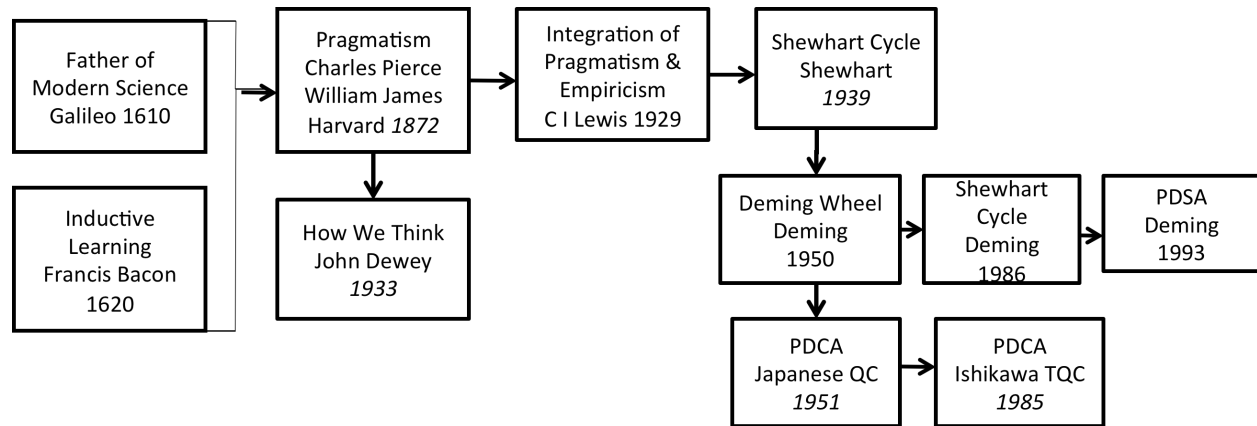 Father of
Modern Science
Galileo 1610
Inductive
Learning
Francis Bacon
1620
Pragmatism
Charles Pierce
William James
Harvard 1872
How We Think
John Dewey
1933
Integration of
Pragmatism &
Empiricism
C I Lewis 1929
Shewhart Cycle
Shewhart
1939
Deming Wheel
Deming
1950
Shewhart
Cycle
Deming
1986
PDSA
Deming
1993
PDCA
Japanese QC
1951
PDCA
Ishikawa TQC
1985